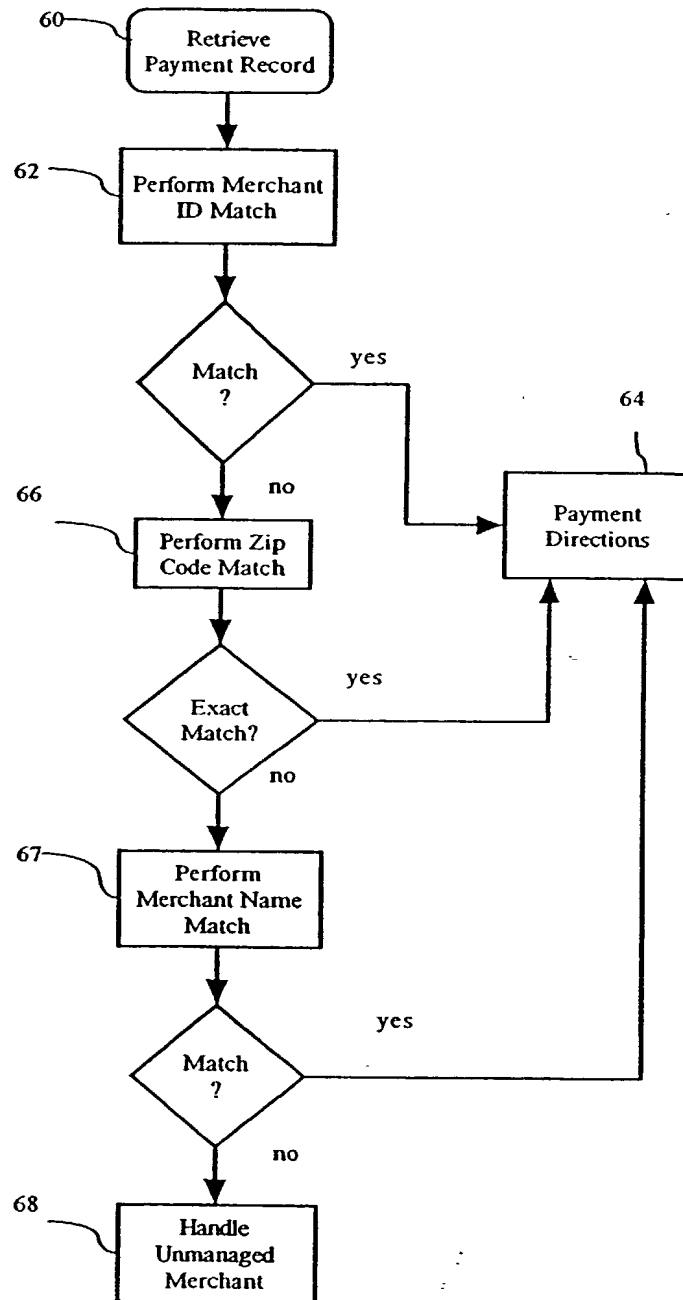 60
Retrieve
Payment Record
62
Perform Merchant
ID Match
Match
?
yes
no
64
Payment
Directions
66
Perform Zip
Code Match
Exact
Match?
yes
no
67
Perform
Merchant Name
Match
Match
?
yes
no
68
Handle
Unmanaged
Merchant